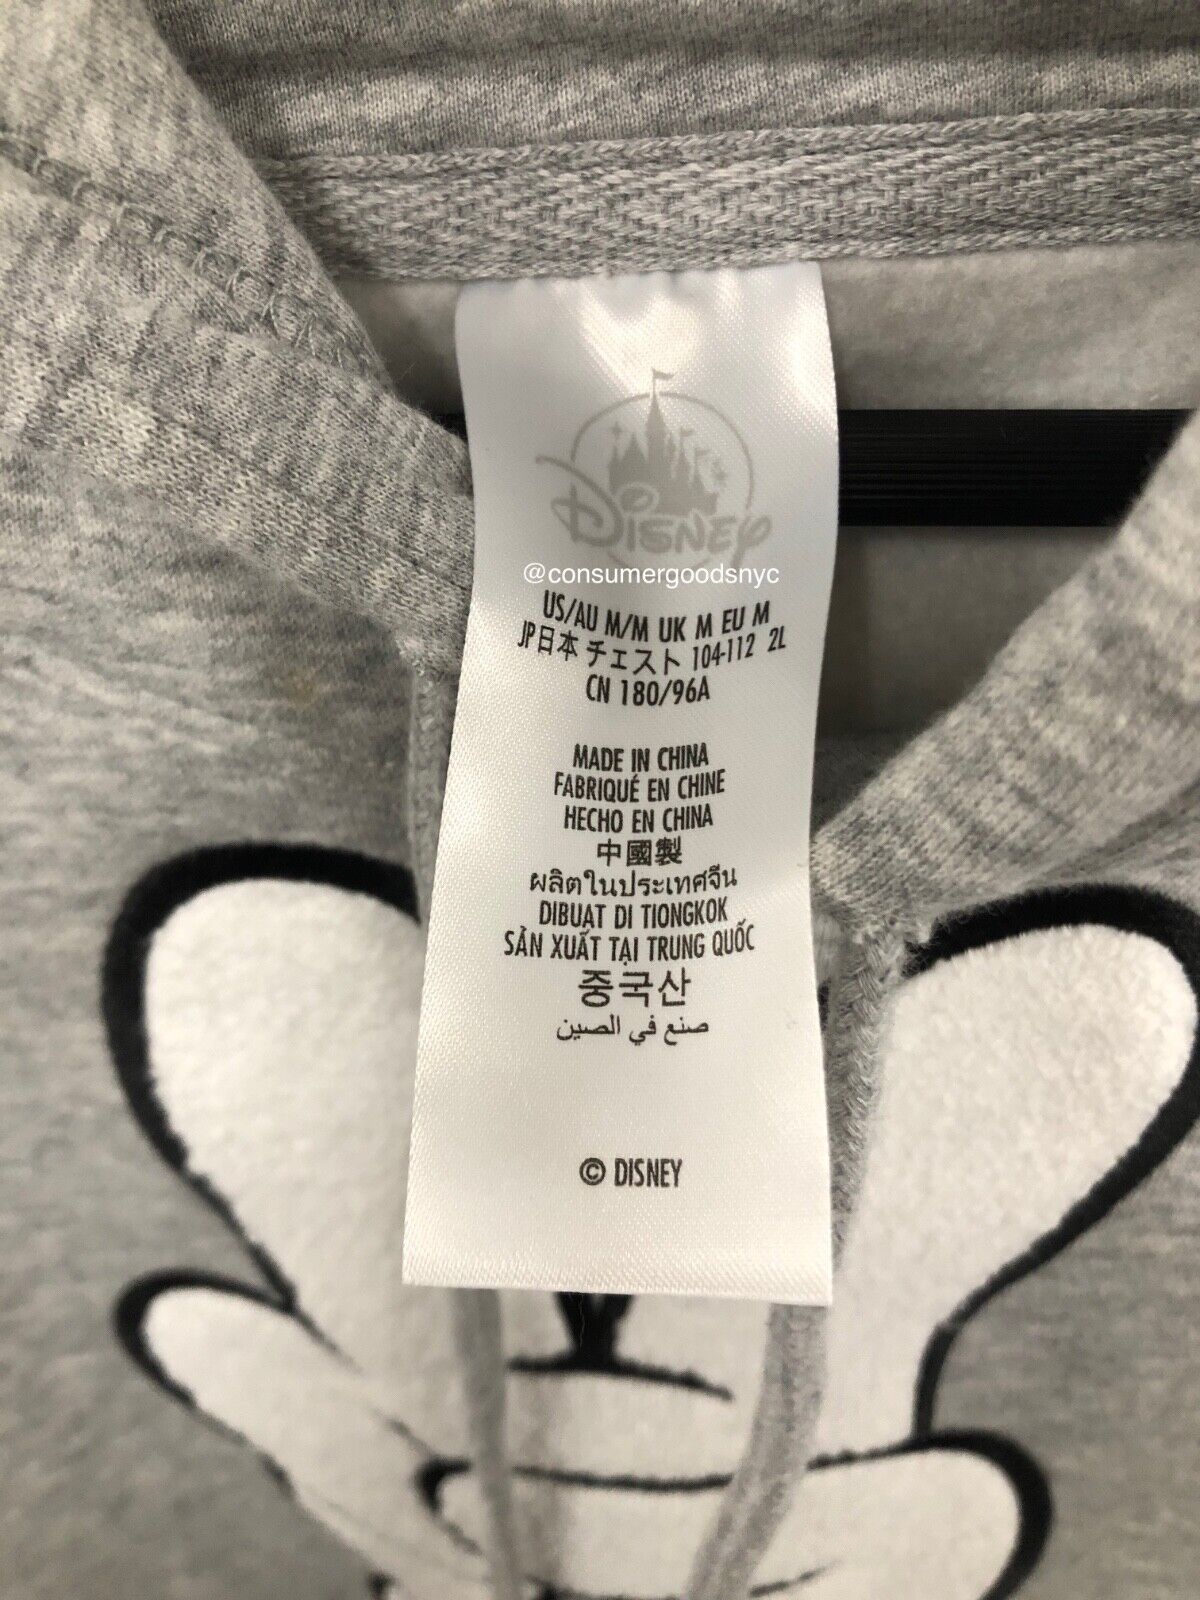 DISNEY
@consumergoodsnyc
US/AU M/M UK M EU M
JP日本 チェスト 104-112 2L
CN 180/96A
MADE IN CHINA
FABRIQUÉ EN CHINE
HECHO EN CHINA
中國製
ผลิตในประเทศจีน
DIBUAT DI TIONGKOK
SẢN XUẤT TẠI TRUNG QUỐC
중국산
صنع في الصين
© DISNEY